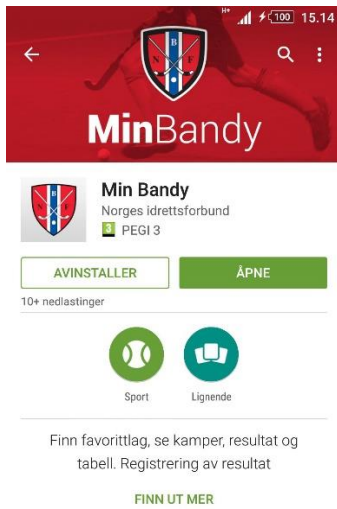 H+ 100 15.14
N B F
MinBandy
N B F
Min Bandy
Norges idrettsforbund
3 PEGI 3
AVINSTALLER ÅPNE
10+ nedlastinger
Sport Lignende
Finn favorittlag, se kamper, resultat og
tabell. Registrering av resultat
FINN UT MER